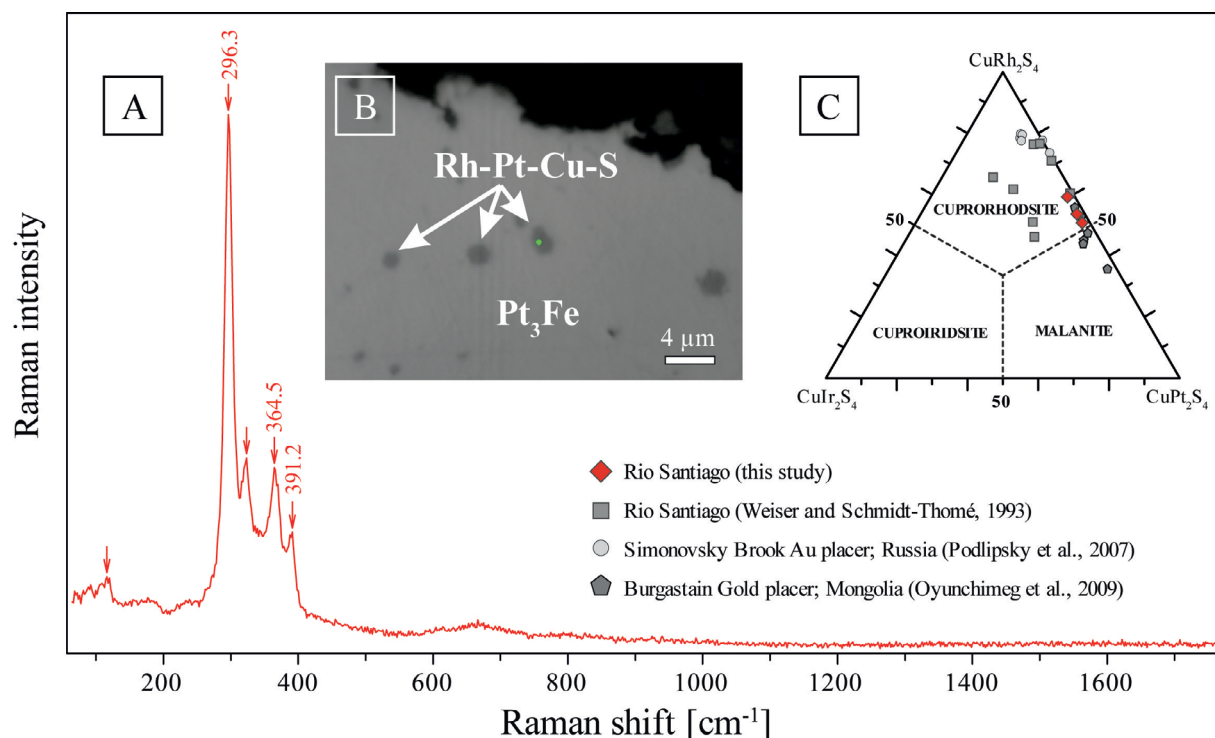 A
B
C
296.3
364.5
391.2
Rh-Pt-Cu-S
Pt₃Fe
4 µm
CuRh₂S₄
50
CUPRORHODSITE
50
CUPROIRIDSITE
MALANITE
CuIr₂S₄
50
CuPt₂S₄
Rio Santiago (this study)
Rio Santiago (Weiser and Schmidt-Thomé, 1993)
Simonovsky Brook Au placer; Russia (Podlipsky et al., 2007)
Burgastain Gold placer; Mongolia (Oyunchimeg et al., 2009)
Raman intensity
200 400 600 800 1000 1200 1400 1600
Raman shift [cm⁻¹]